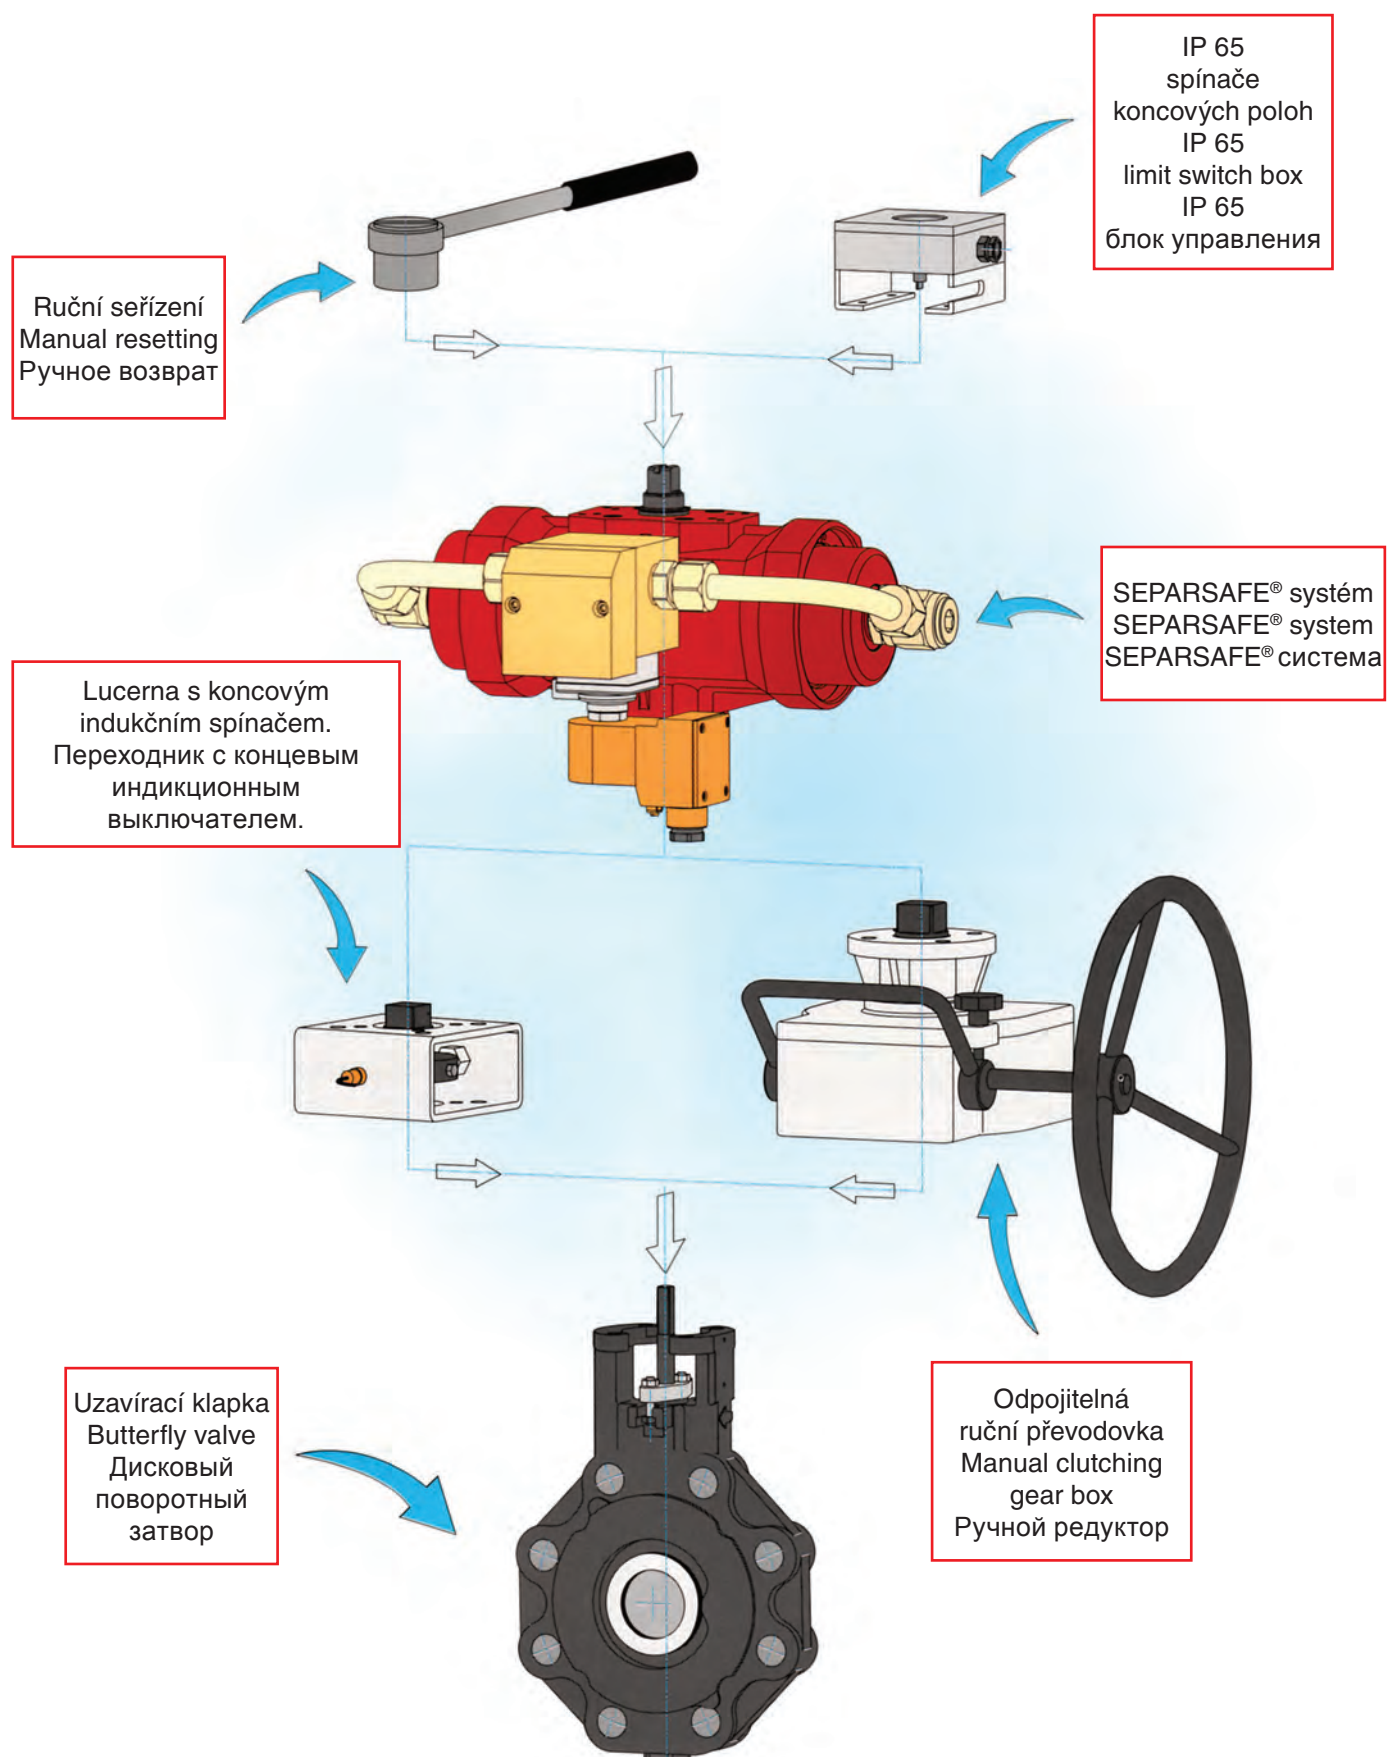 IP 65
spínače
koncových poloh
IP 65
limit switch box
IP 65
блок управления
Ruční seřízení
Manual resetting
Ручное возврат
SEPARSAFE® systém
SEPARSAFE® system
SEPARSAFE® система
Lucerna s koncovým
indukčním spínačem.
Переходник с концевым
индикционным
выключателем.
Uzavírací klapka
Butterfly valve
Дисковый
поворотный
затвор
Odpojitelná
ruční převodovka
Manual clutching
gear box
Ручной редуктор